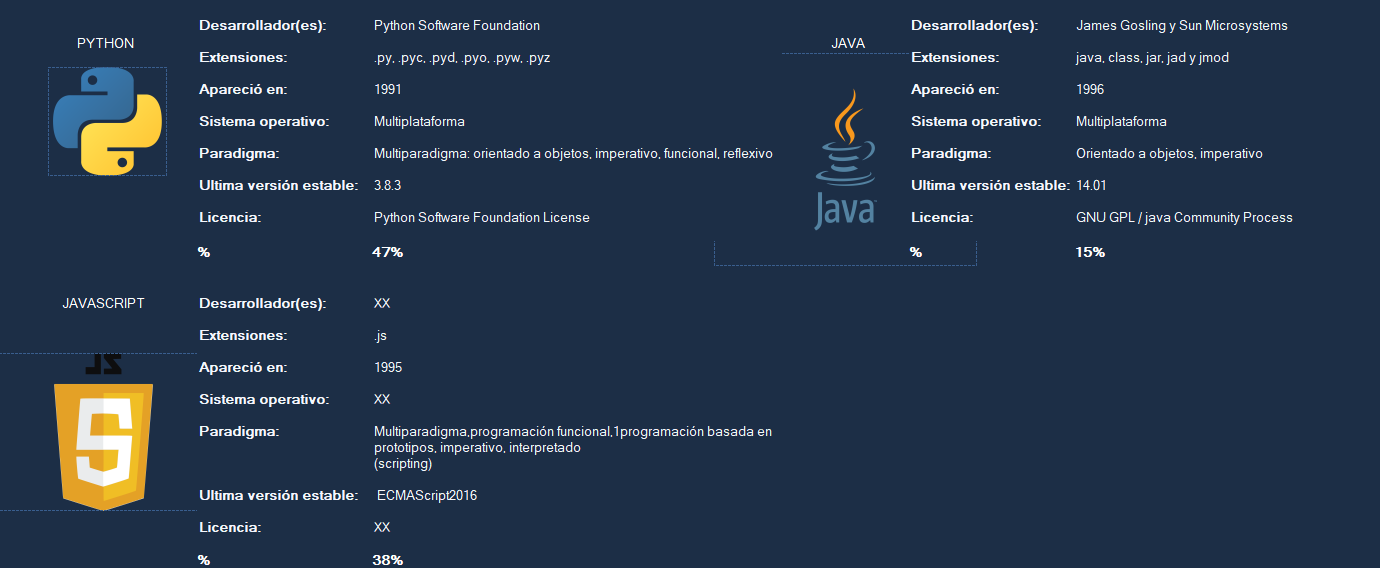 PYTHON
Desarrollador(es): Python Software Foundation
Extensiones: .py, .pyc, .pyd, .pyo, .pyw, .pyz
Apareció en: 1991
Sistema operativo: Multiplataforma
Paradigma: Multiparadigma: orientado a objetos, imperativo, funcional, reflexivo
Ultima versión estable: 3.8.3
Licencia: Python Software Foundation License
% 47%
JAVA
Java
Desarrollador(es): James Gosling y Sun Microsystems
Extensiones: java, class, jar, jad y jmod
Apareció en: 1996
Sistema operativo: Multiplataforma
Paradigma: Orientado a objetos, imperativo
Ultima versión estable: 14.01
Licencia: GNU GPL / java Community Process
% 15%
JAVASCRIPT
JS
5
Desarrollador(es): XX
Extensiones: .js
Apareció en: 1995
Sistema operativo: XX
Paradigma: Multiparadigma,programación funcional,1programación basada en
prototipos, imperativo, interpretado
(scripting)
Ultima versión estable: ECMAScript2016
Licencia: XX
% 38%